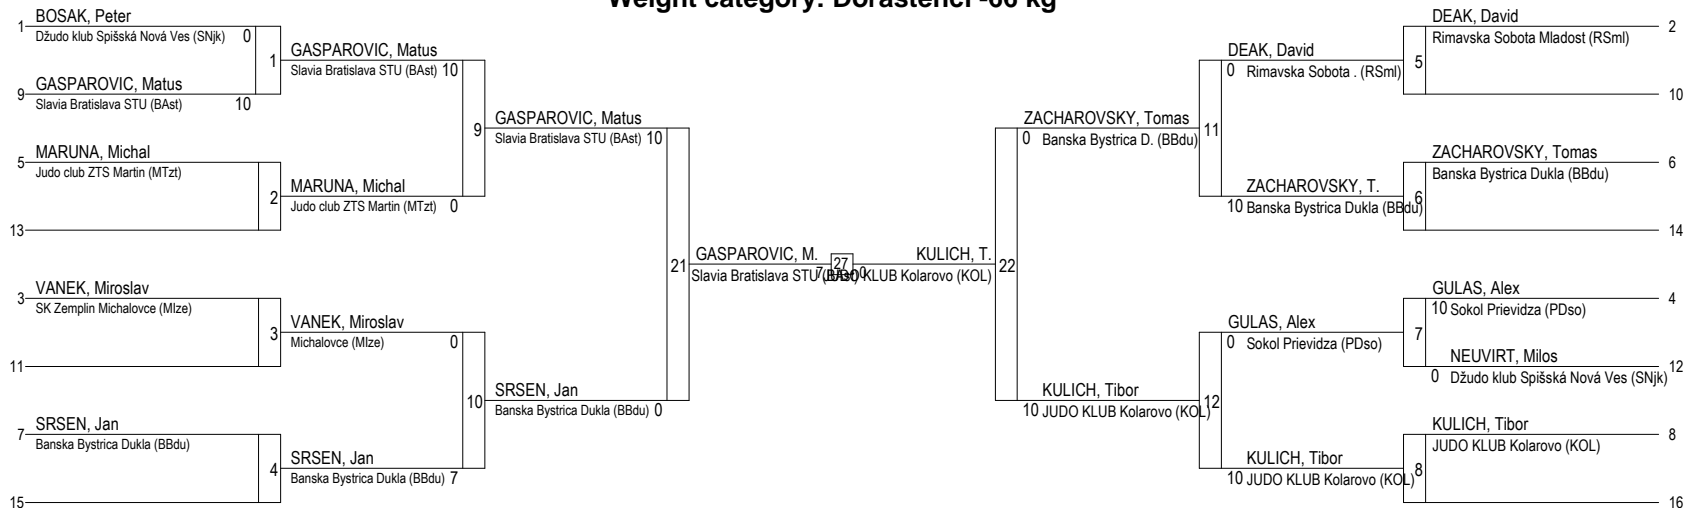 Weight category: Dorastenci -66 kg
1
BOSAK, Peter
Džudo klub Spišská Nová Ves (SNjk) 0
1
9
GASPAROVIC, Matus
Slavia Bratislava STU (BAst) 10
5
MARUNA, Michal
Judo club ZTS Martin (MTzt)
2
13
3
VANEK, Miroslav
SK Zemplin Michalovce (MIze)
3
11
7
SRSEN, Jan
Banska Bystrica Dukla (BBdu)
4
15
GASPAROVIC, Matus
Slavia Bratislava STU (BAst) 10
9
MARUNA, Michal
Judo club ZTS Martin (MTzt) 0
VANEK, Miroslav
Michalovce (MIze) 0
10
SRSEN, Jan
Banska Bystrica Dukla (BBdu) 7
GASPAROVIC, Matus
Slavia Bratislava STU (BAst) 10
21
SRSEN, Jan
Banska Bystrica Dukla (BBdu) 0
GASPAROVIC, M.
Slavia Bratislava STU (BAst)
7
27
0
KULICH, T.
JUDO KLUB Kolarovo (KOL)
22
ZACHAROVSKY, Tomas
0 Banska Bystrica D. (BBdu)
KULICH, Tibor
10 JUDO KLUB Kolarovo (KOL)
DEAK, David
0 Rimavska Sobota . (RSml)
11
ZACHAROVSKY, T.
10 Banska Bystrica Dukla (BBdu)
GULAS, Alex
0 Sokol Prievidza (PDso)
12
KULICH, Tibor
10 JUDO KLUB Kolarovo (KOL)
DEAK, David
2
Rimavska Sobota Mladost (RSml)
5
10
ZACHAROVSKY, Tomas
6
Banska Bystrica Dukla (BBdu)
6
14
GULAS, Alex
4
10 Sokol Prievidza (PDso)
7
NEUVIRT, Milos
12
0 Džudo klub Spišská Nová Ves (SNjk)
KULICH, Tibor
8
JUDO KLUB Kolarovo (KOL)
8
16